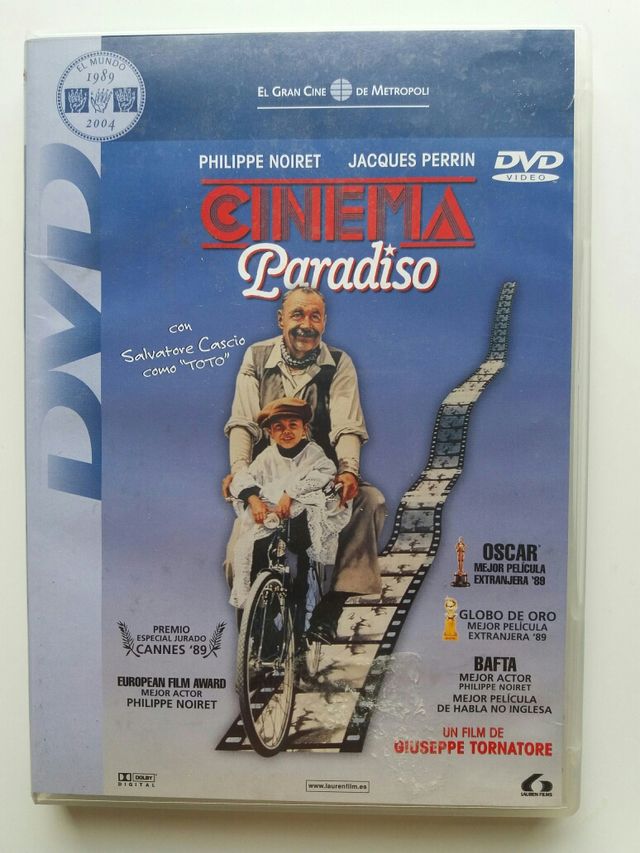 EL MUNDO
1989
2004
EL GRAN CINE DE METROPOLI
DVD
PHILIPPE NOIRET JACQUES PERRIN
DVD
VIDEO
CINEMA
Paradiso
con
Salvatore Cascio
como "TOTO"
OSCAR
MEJOR PELÍCULA
EXTRANJERA '89
GLOBO DE ORO
MEJOR PELÍCULA
EXTRANJERA '89
PREMIO
ESPECIAL JURADO
CANNES '89
BAFTA
MEJOR ACTOR
PHILIPPE NOIRET
MEJOR PELÍCULA
DE HABLA NO INGLESA
EUROPEAN FILM AWARD
MEJOR ACTOR
PHILIPPE NOIRET
UN FILM DE
GIUSEPPE TORNATORE
DOLBY
DIGITAL
www.laurenfilm.es
LAUREN FILMS